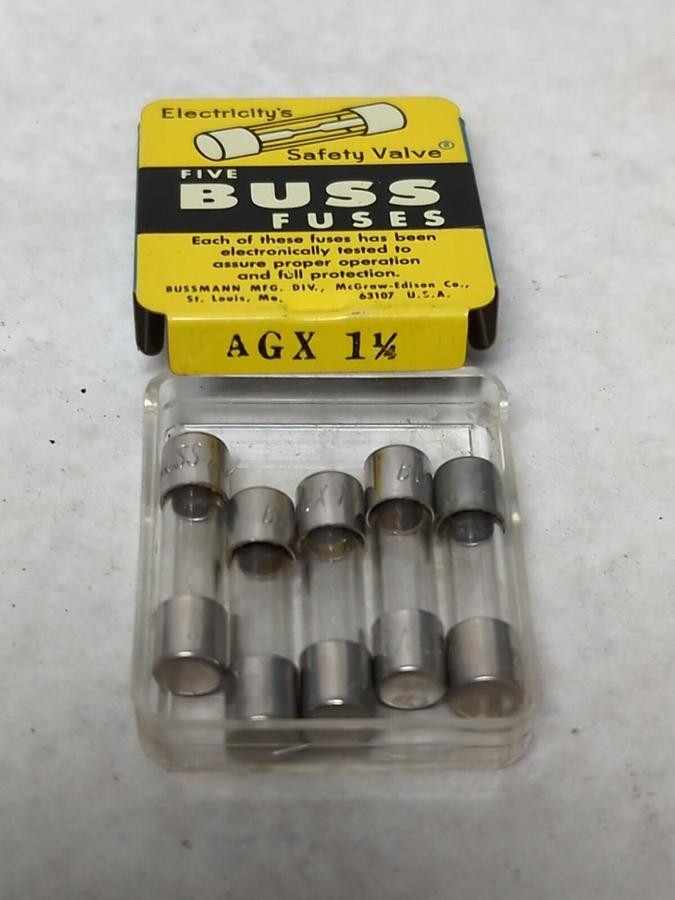 Electricity's
Safety Valve®
FIVE
BUSS
FUSES
Each of these fuses has been
electronically tested to
assure proper operation
and full protection.
BUSSMANN MFG. DIV., McGraw-Edison Co.,
St. Louis, Mo. 63107 U.S.A.
AGX 1½